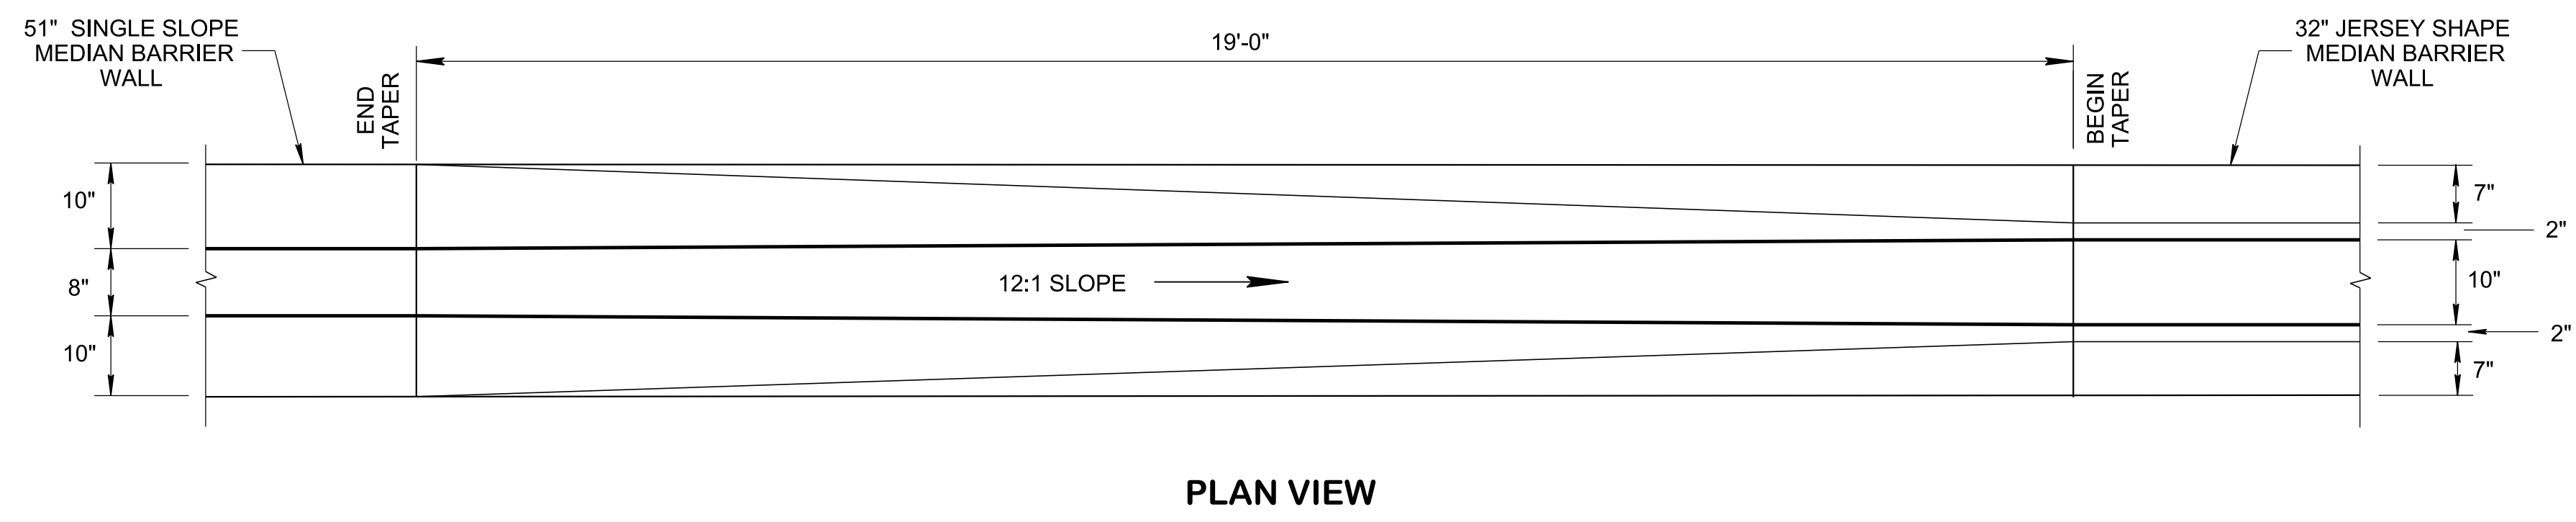 51" SINGLE SLOPE
MEDIAN BARRIER
WALL
19'-0"
32" JERSEY SHAPE
MEDIAN BARRIER
WALL
END
TAPER
BEGIN
TAPER
10"
8"
10"
12:1 SLOPE
7"
2"
10"
2"
7"
PLAN VIEW